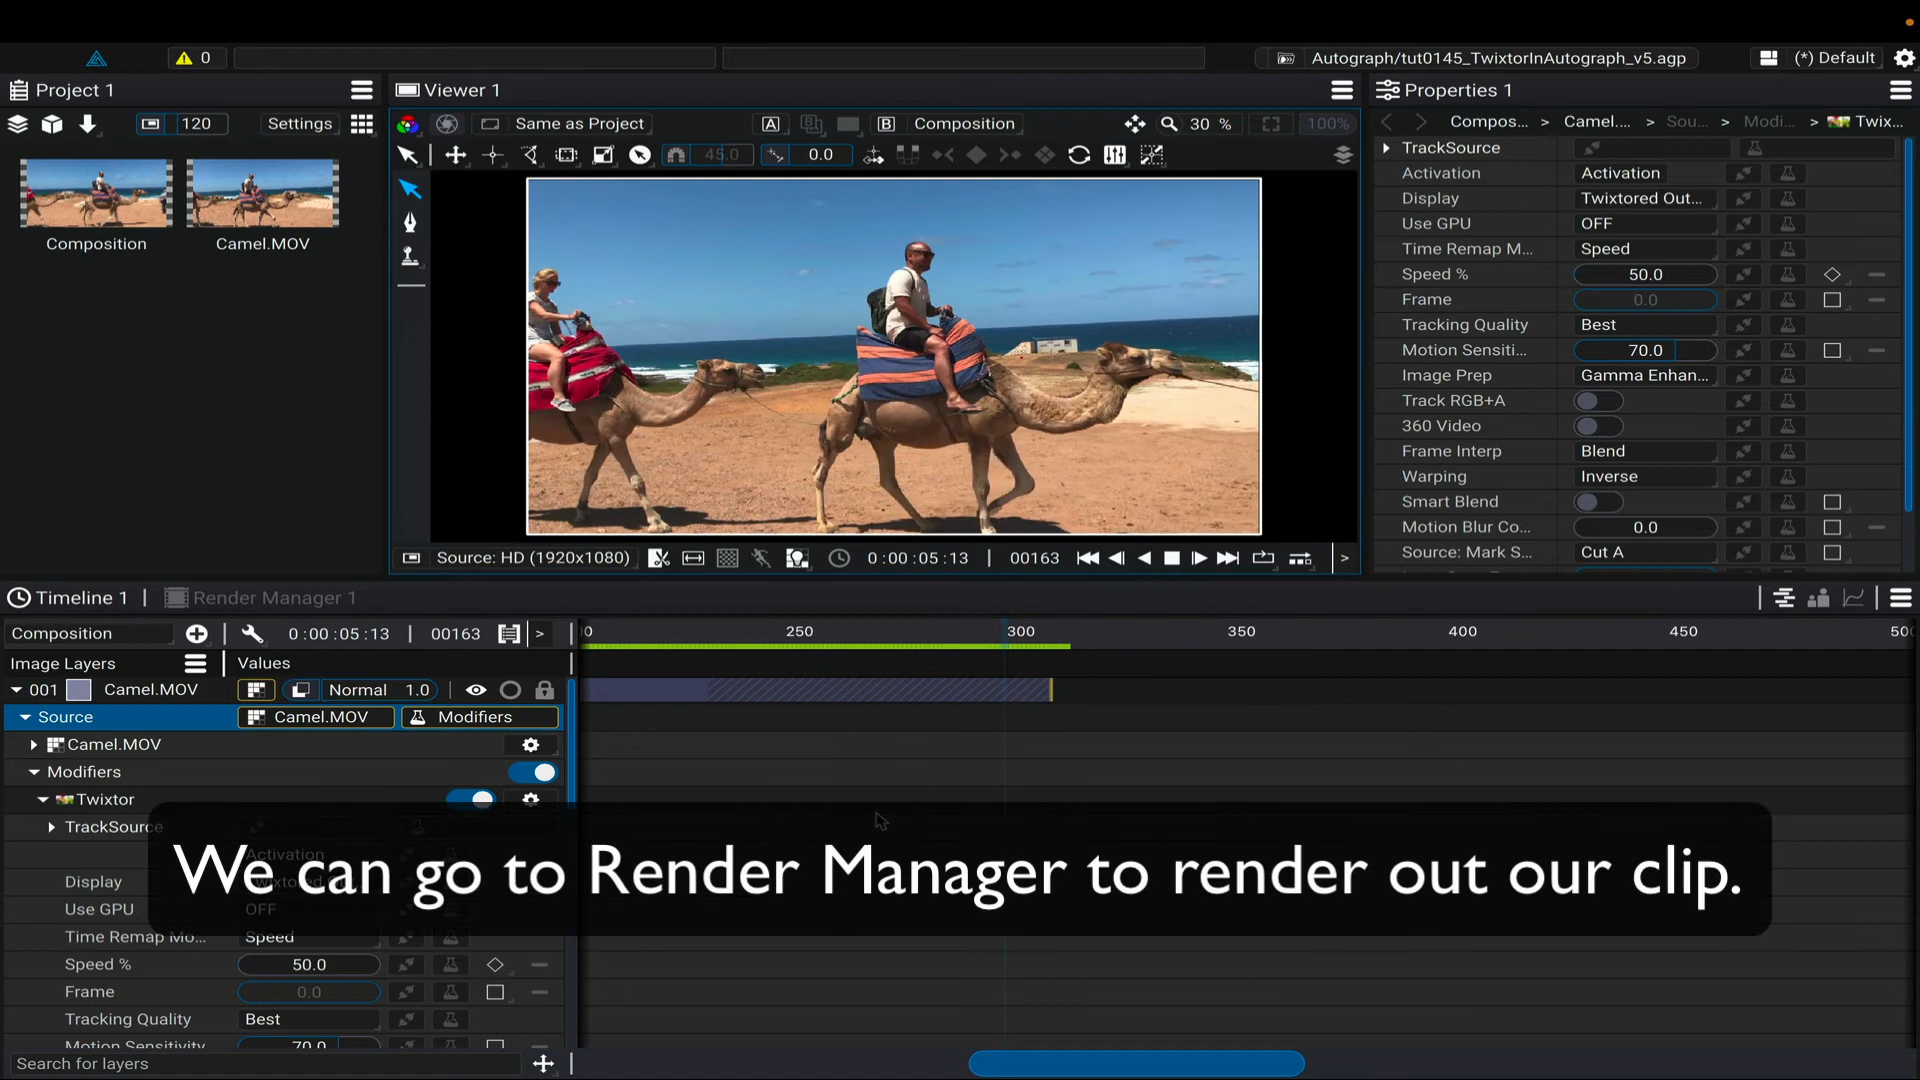 0
Autograph/tut0145_TwixtorInAutograph_v5.agp
(*) Default
Project 1
Viewer 1
Properties 1
120
Settings
Same as Project
A
B
Composition
30 %
100%
Compos... > Camel.... > Sou... > Modi... > Twix...
45.0
0.0
Composition
Camel.MOV
TrackSource
Activation
Activation
Display
Twixtored Out...
Use GPU
OFF
Time Remap M...
Speed
Speed %
50.0
Frame
0.0
Tracking Quality
Best
Motion Sensiti...
70.0
Image Prep
Gamma Enhan...
Track RGB+A
360 Video
Frame Interp
Blend
Warping
Inverse
Smart Blend
Motion Blur Co...
0.0
Source: Mark S...
Cut A
Source: HD (1920x1080)
0:00:05:13
00163
>
Timeline 1
Render Manager 1
Composition
0:00:05:13
00163
>
250
300
350
400
450
Image Layers
Values
001
Camel.MOV
Normal 1.0
Source
Camel.MOV
Modifiers
Camel.MOV
Modifiers
Twixtor
TrackSource
Activation
We can go to Render Manager to render out our clip.
Display
Use GPU
OFF
Time Remap Mo...
Speed
Speed %
50.0
Frame
0.0
Tracking Quality
Best
Motion Sensitivity
70.0
Search for layers